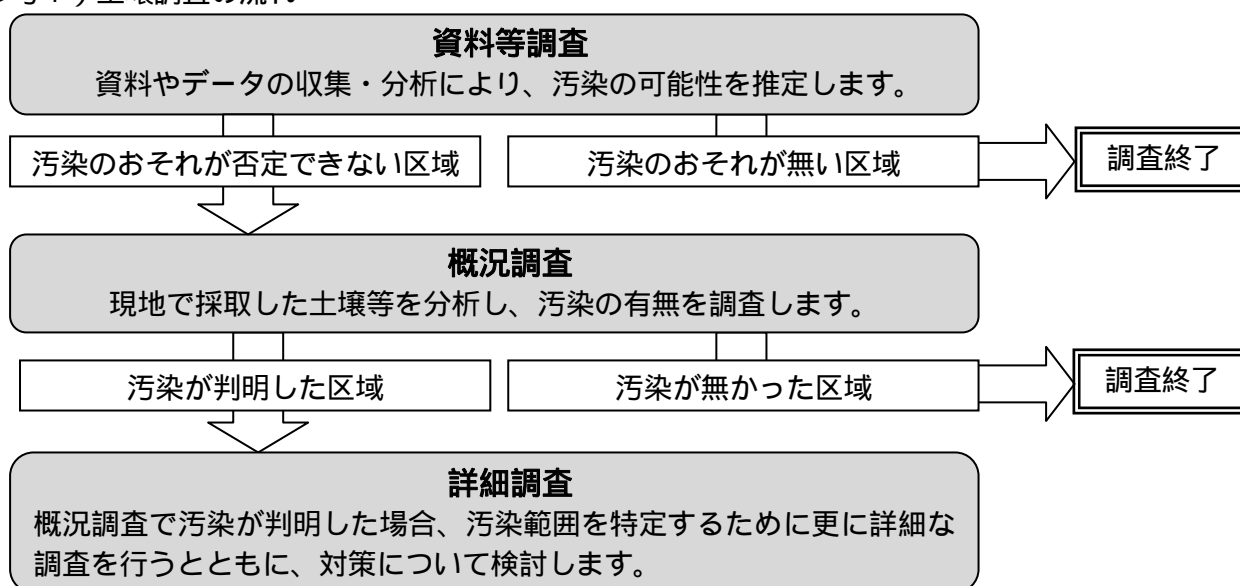 土壌調査の流れ
資料等調査
資料やデータの収集・分析により、汚染の可能性を推定します。
汚染のおそれが否定できない区域
汚染のおそれが無い区域
調査終了
概況調査
現地で採取した土壌等を分析し、汚染の有無を調査します。
汚染が判明した区域
汚染が無かった区域
調査終了
詳細調査
概況調査で汚染が判明した場合、汚染範囲を特定するために更に詳細な
調査を行うとともに、対策について検討します。